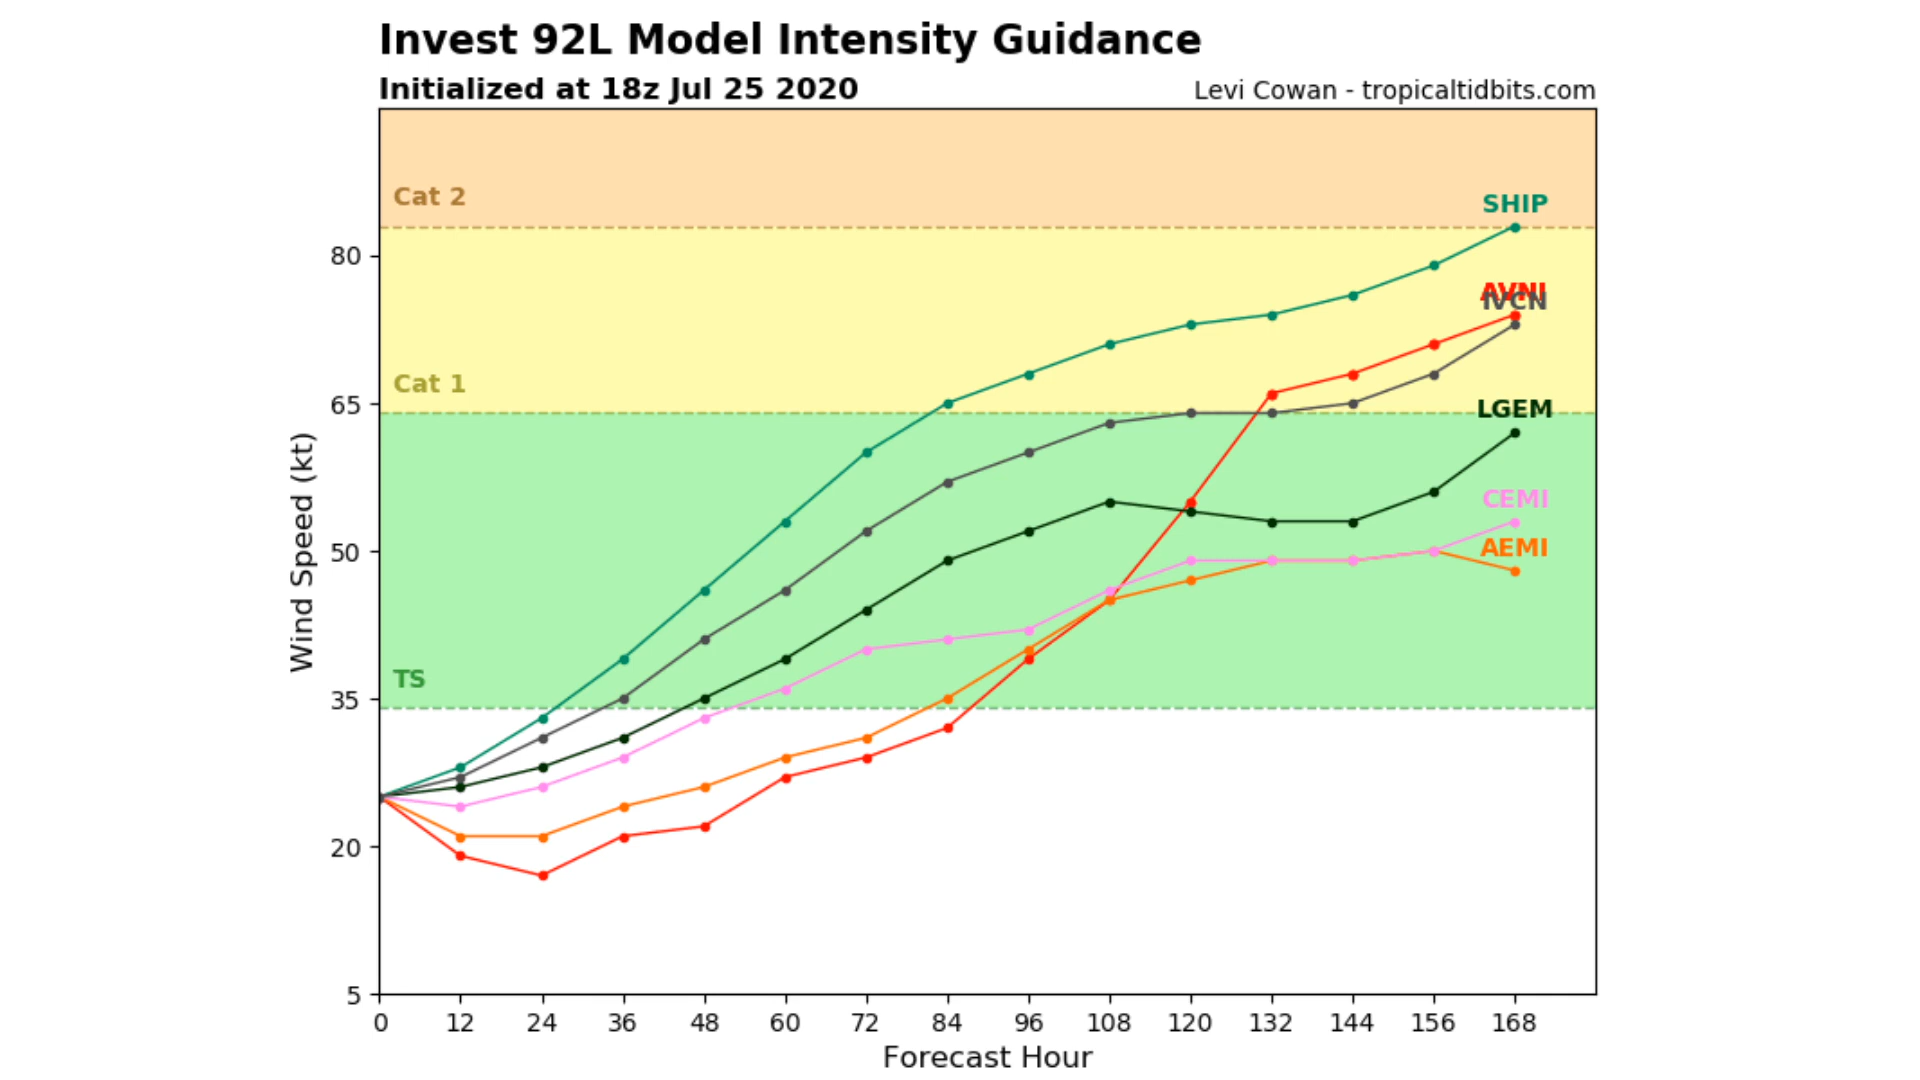 Invest 92L Model Intensity Guidance
Initialized at 18z Jul 25 2020
Levi Cowan - tropicaltidbits.com
Cat 2
SHIP
80
AVNI
IVCN
Cat 1
65
LGEM
Wind Speed (kt)
CEMI
50
AEMI
TS
35
20
5
0 12 24 36 48 60 72 84 96 108 120 132 144 156 168
Forecast Hour